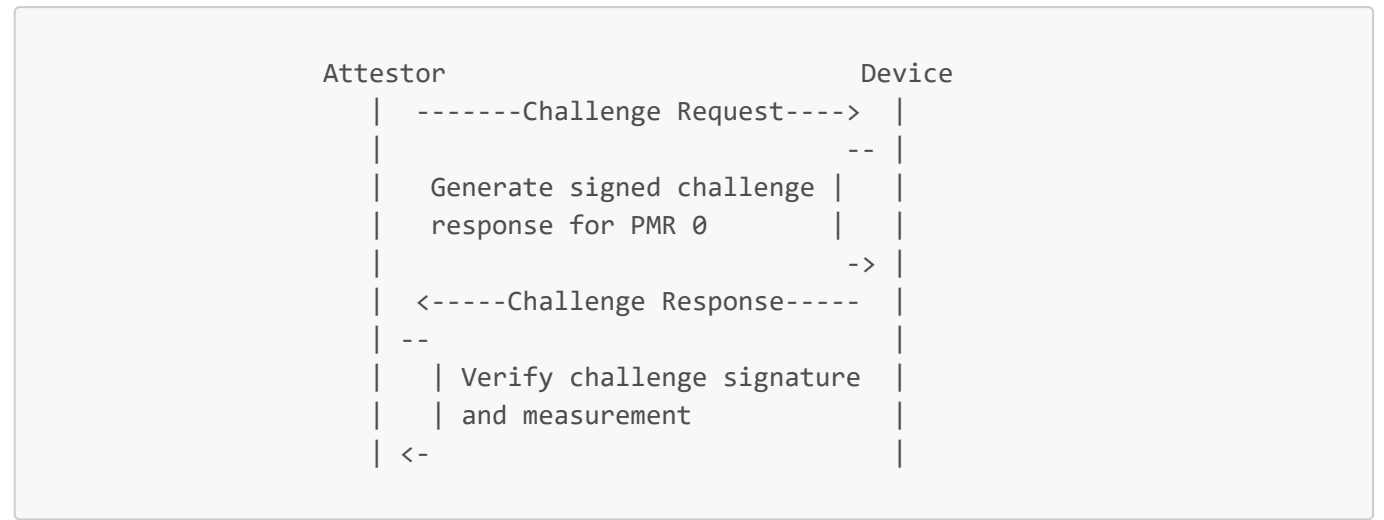 Attestor                           Device
   |  -------Challenge Request---->  |
   |                              -- |
   |   Generate signed challenge |   |
   |   response for PMR 0        |   |
   |                              -> |
   |  <-----Challenge Response-----  |
   | --                              |
   |   | Verify challenge signature  |
   |   | and measurement             |
   | <-                              |